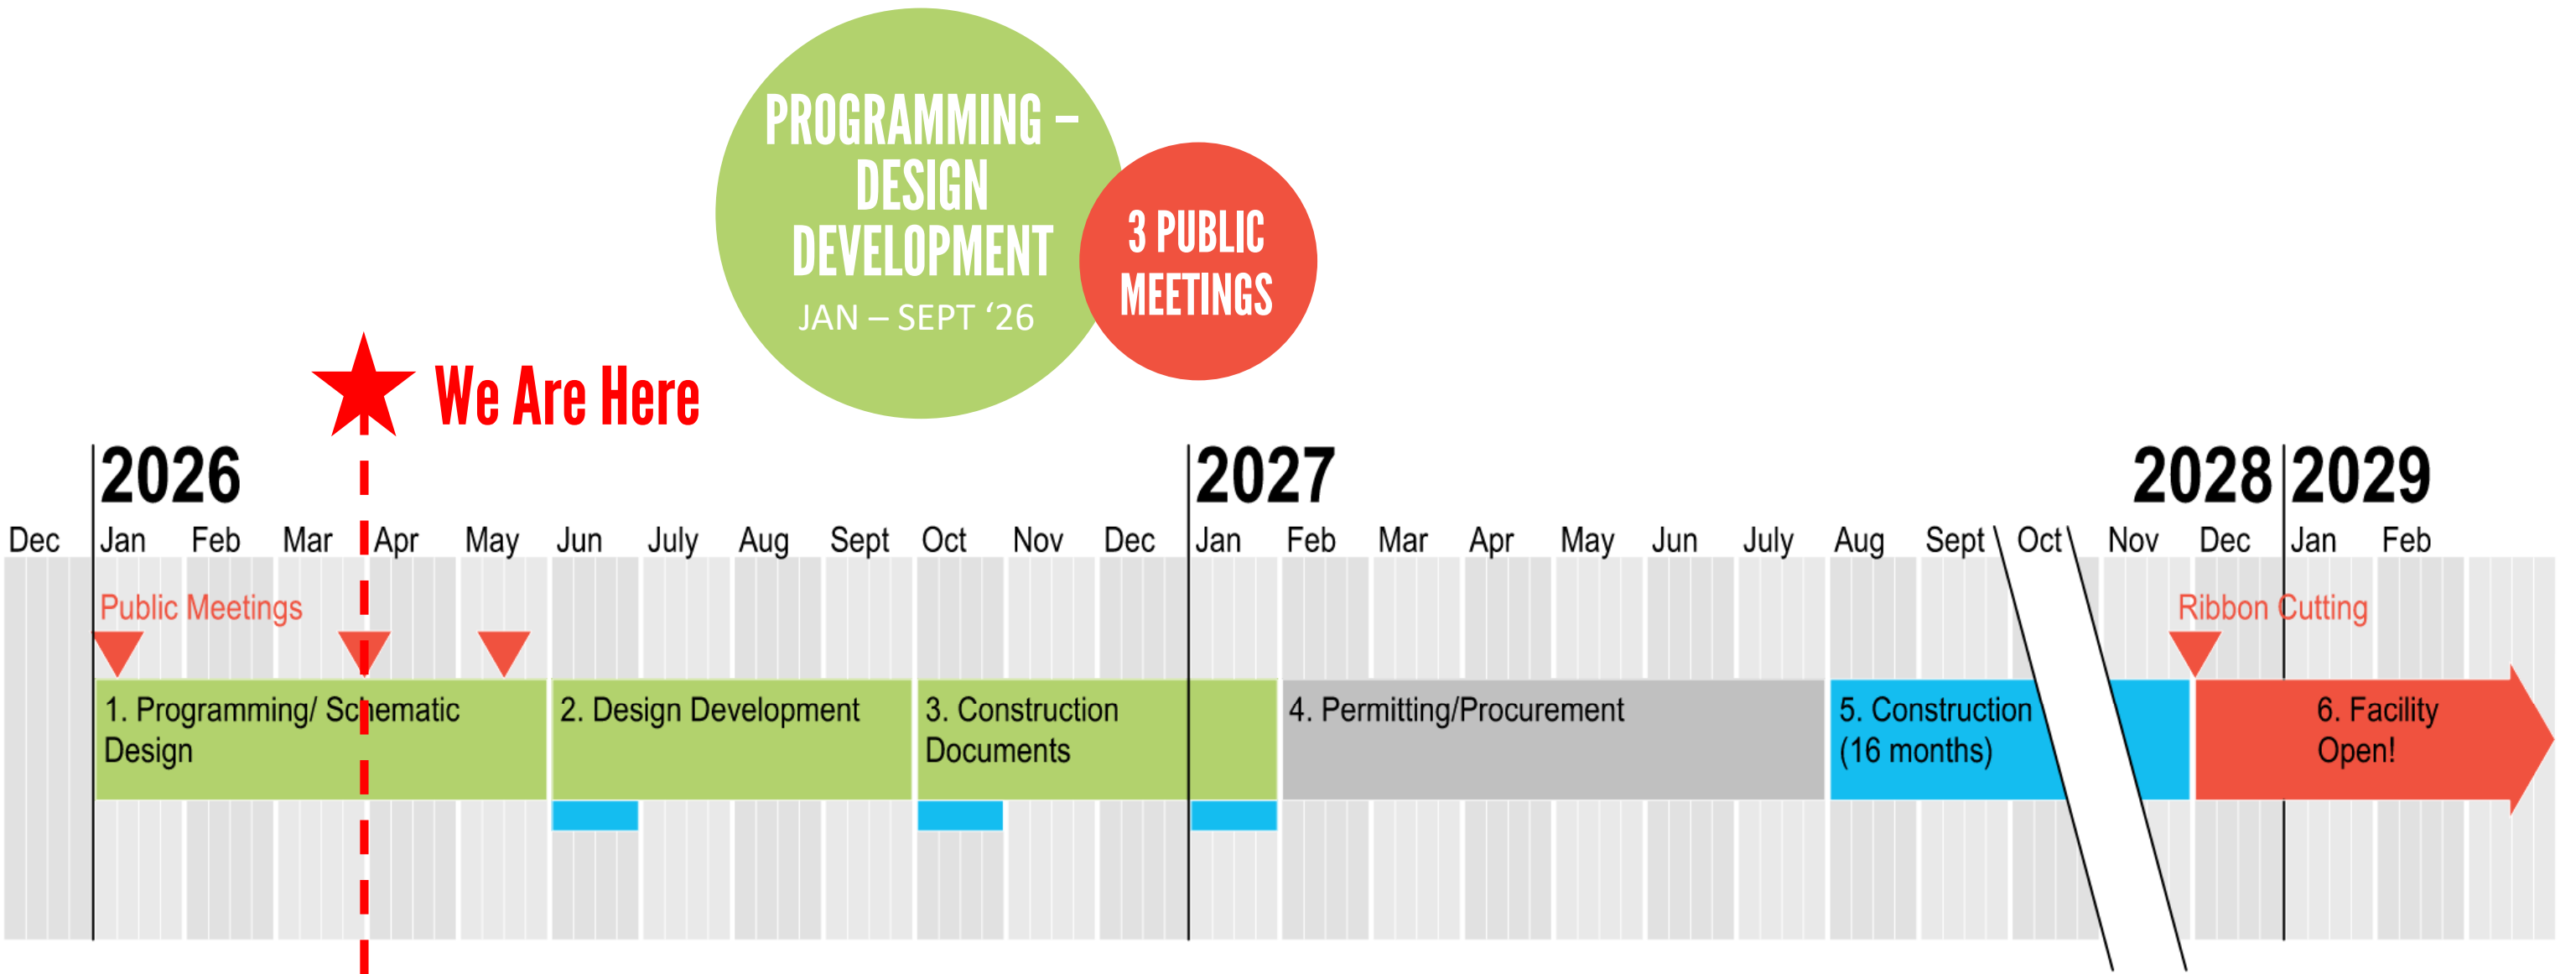 PROGRAMMING –
DESIGN
DEVELOPMENT
JAN – SEPT ‘26
3 PUBLIC
MEETINGS
We Are Here
2026 2027 2028 2029
Dec Jan Feb Mar Apr May Jun July Aug Sept Oct Nov Dec Jan Feb Mar Apr May Jun July Aug Sept Oct Nov Dec Jan Feb
Public Meetings
Ribbon Cutting
1. Programming/ Schematic
Design
2. Design Development
3. Construction
Documents
4. Permitting/Procurement
5. Construction
(16 months)
6. Facility
Open!